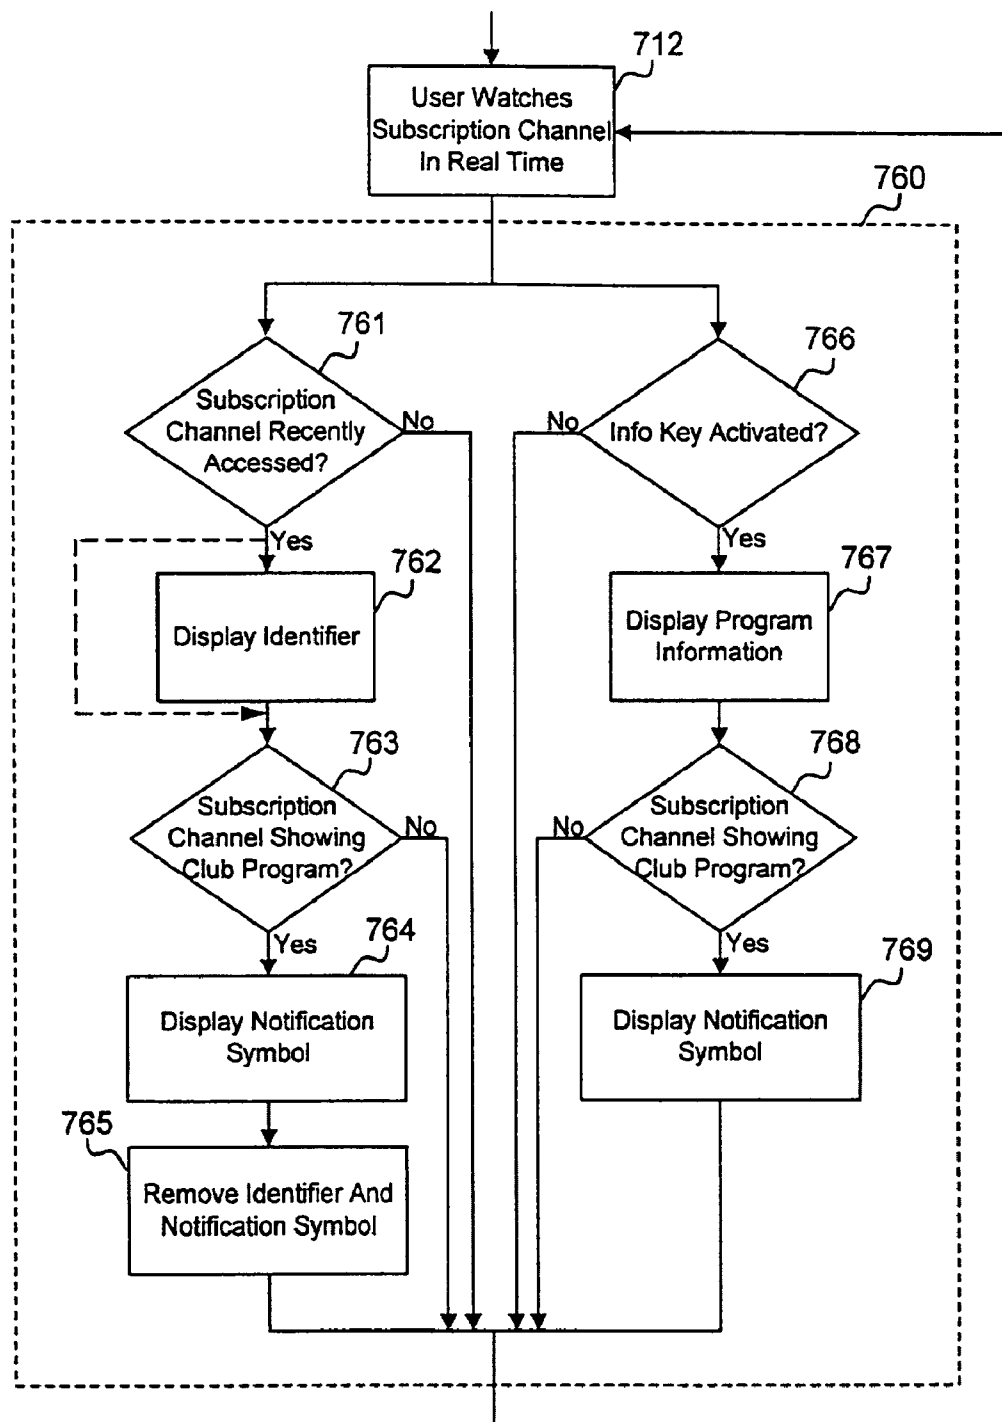 712
User Watches
Subscription Channel
In Real Time
760
761
Subscription
Channel Recently
Accessed?
No
Yes
766
Info Key Activated?
No
Yes
762
Display Identifier
767
Display Program
Information
763
Subscription
Channel Showing
Club Program?
No
Yes
768
Subscription
Channel Showing
Club Program?
No
Yes
764
Display Notification
Symbol
769
Display Notification
Symbol
765
Remove Identifier And
Notification Symbol